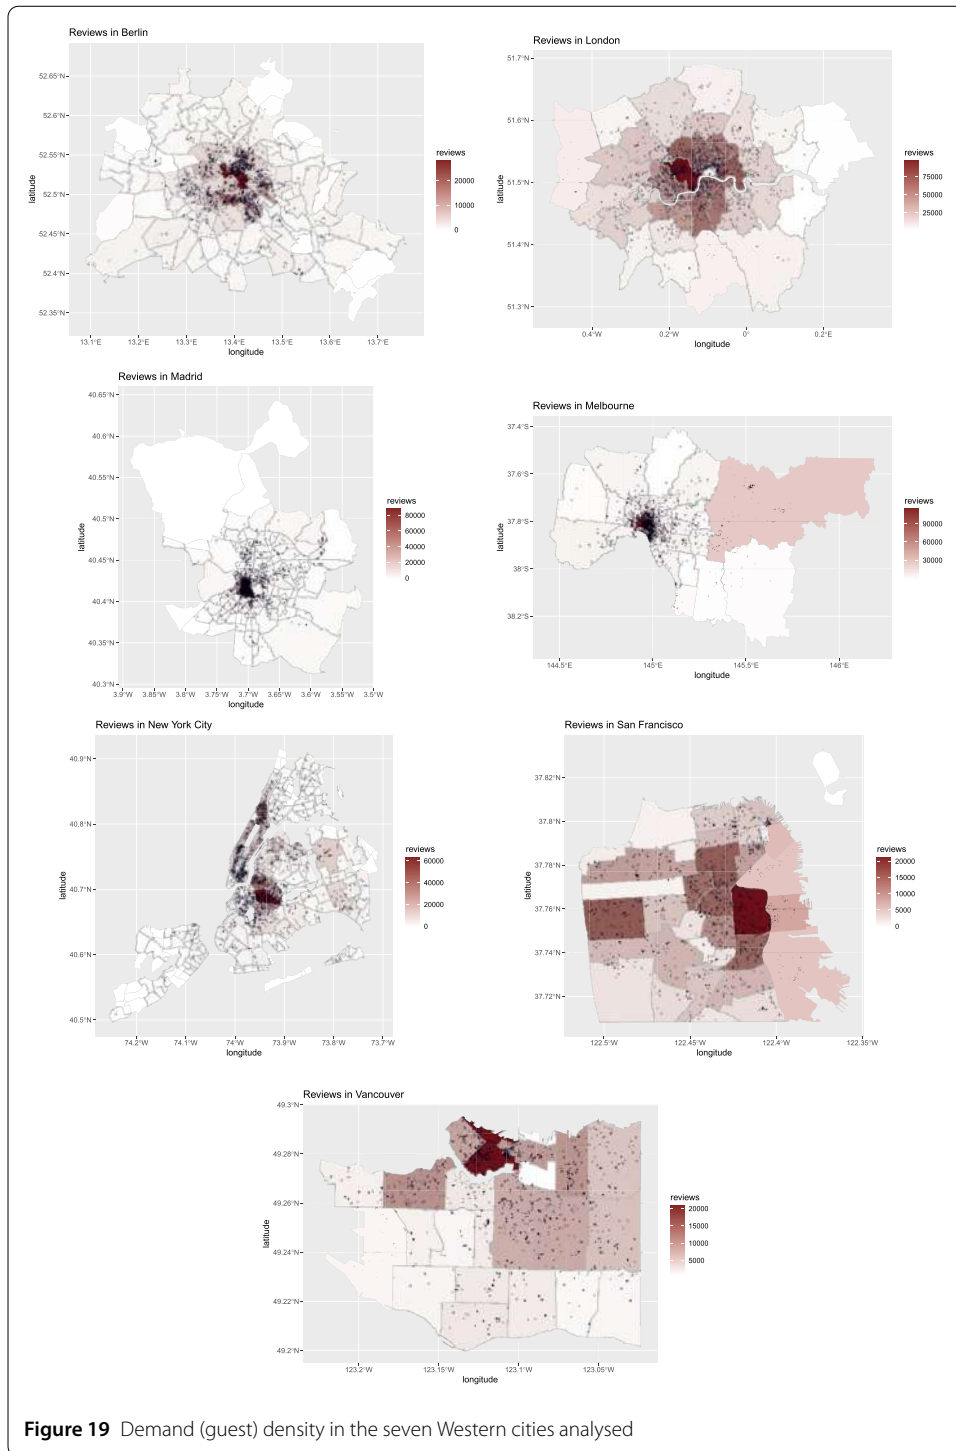 Reviews in Berlin
52.65°N
52.6°N
52.55°N
52.5°N
52.45°N
52.4°N
52.35°N
latitude
13.1°E 13.2°E 13.3°E 13.4°E 13.5°E 13.6°E 13.7°E
longitude
reviews
20000
10000
0
Reviews in London
51.7°N
51.6°N
51.5°N
51.4°N
51.3°N
latitude
0.4°W 0.2°W 0° 0.2°E
longitude
reviews
75000
50000
25000
Reviews in Madrid
40.65°N
40.6°N
40.55°N
40.5°N
40.45°N
40.4°N
40.35°N
40.3°N
latitude
3.9°W 3.85°W 3.8°W 3.75°W 3.7°W 3.65°W 3.6°W 3.55°W 3.5°W
longitude
reviews
80000
60000
40000
20000
0
Reviews in Melbourne
37.4°S
37.6°S
37.8°S
38°S
38.2°S
latitude
144.5°E 145°E 145.5°E 146°E
longitude
reviews
90000
60000
30000
Reviews in New York City
40.9°N
40.8°N
40.7°N
40.6°N
40.5°N
latitude
74.2°W 74.1°W 74°W 73.9°W 73.8°W 73.7°W
longitude
reviews
60000
40000
20000
0
Reviews in San Francisco
37.82°N
37.8°N
37.78°N
37.76°N
37.74°N
37.72°N
latitude
122.5°W 122.45°W 122.4°W 122.35°W
longitude
reviews
20000
15000
10000
5000
0
Reviews in Vancouver
49.3°N
49.28°N
49.26°N
49.24°N
49.22°N
49.2°N
latitude
123.2°W 123.15°W 123.1°W 123.05°W
longitude
reviews
20000
15000
10000
5000
Figure 19 Demand (guest) density in the seven Western cities analysed